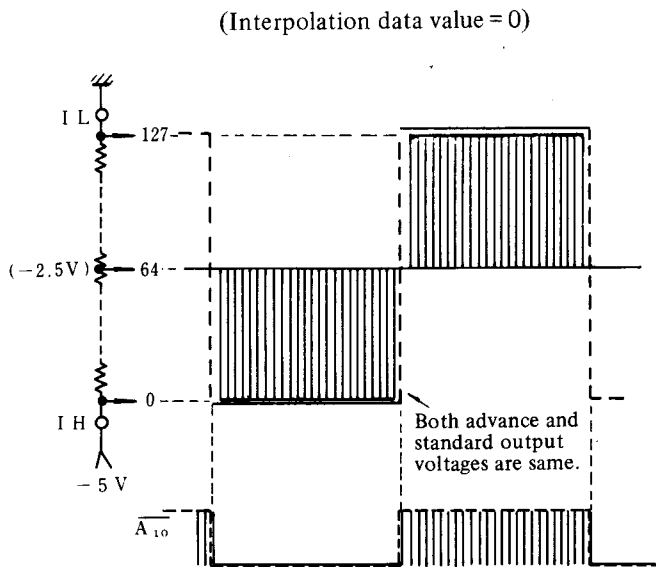 (Interpolation data value = 0)
I L
127
(−2.5V)
64
0
I H
Both advance and
standard output
voltages are same.
−5 V
A₁₀